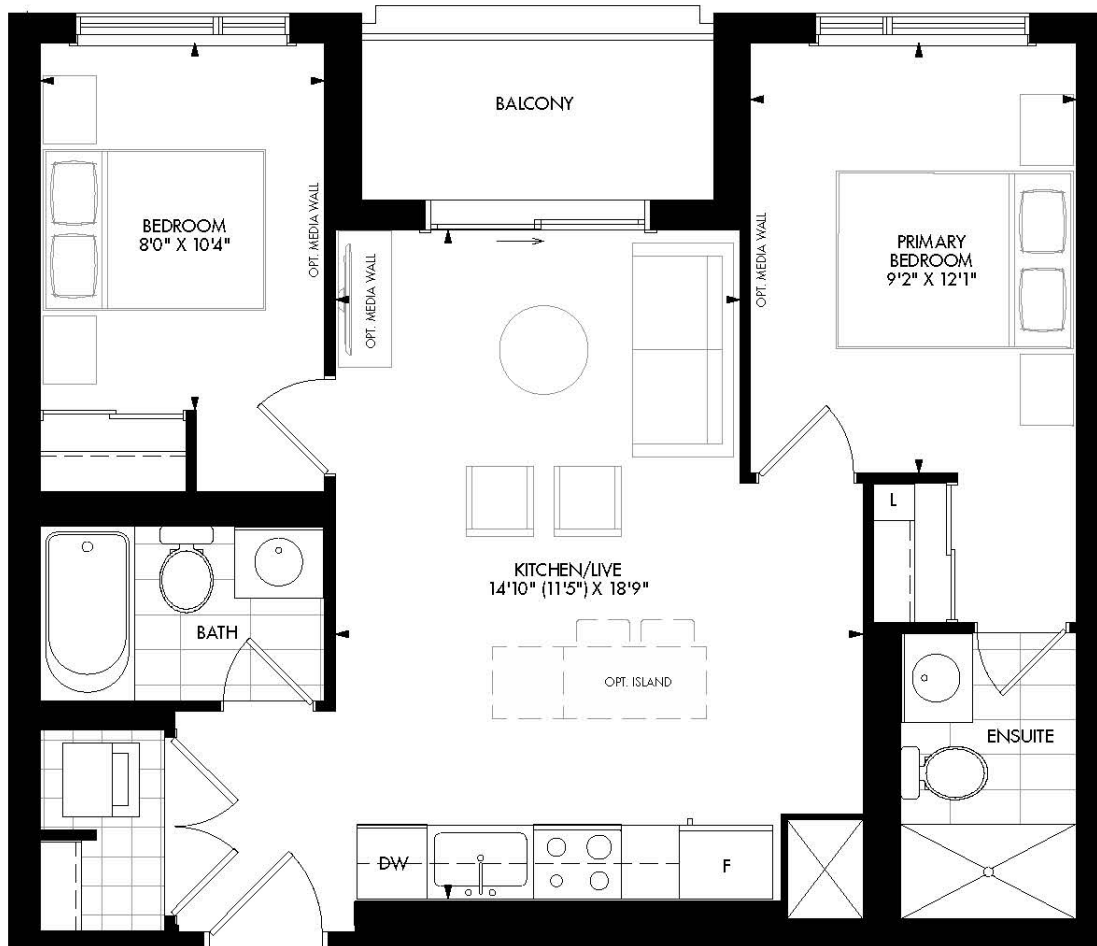 BALCONY
BEDROOM
8'0" X 10'4"
OPT. MEDIA WALL
OPT. MEDIA WALL
OPT. MEDIA WALL
PRIMARY
BEDROOM
9'2" X 12'1"
L
KITCHEN/LIVE
14'10" (11'5") X 18'9"
BATH
OPT. ISLAND
ENSUITE
DW
F